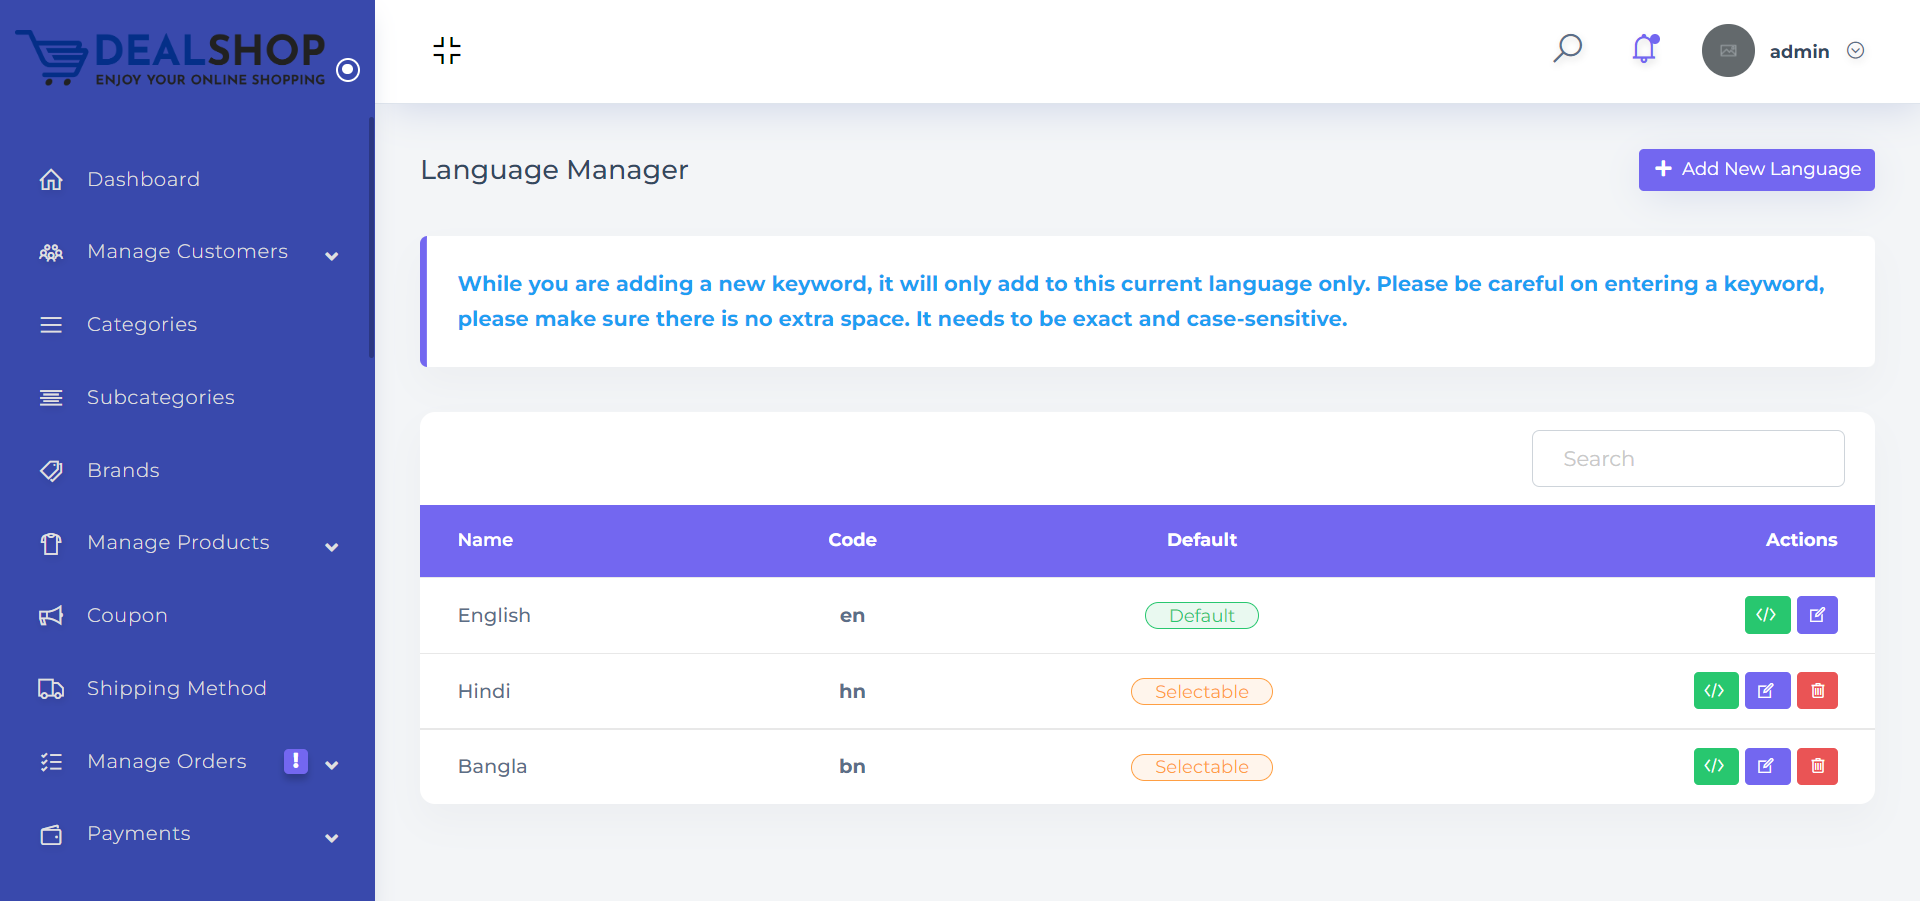 DEALSHOP
ENJOY YOUR ONLINE SHOPPING
Dashboard
Manage Customers
Categories
Subcategories
Brands
Manage Products
Coupon
Shipping Method
Manage Orders !
Payments
admin
Language Manager
Add New Language
While you are adding a new keyword, it will only add to this current language only. Please be careful on entering a keyword,
please make sure there is no extra space. It needs to be exact and case-sensitive.
Search
Name Code Default Actions
English en Default
Hindi hn Selectable
Bangla bn Selectable